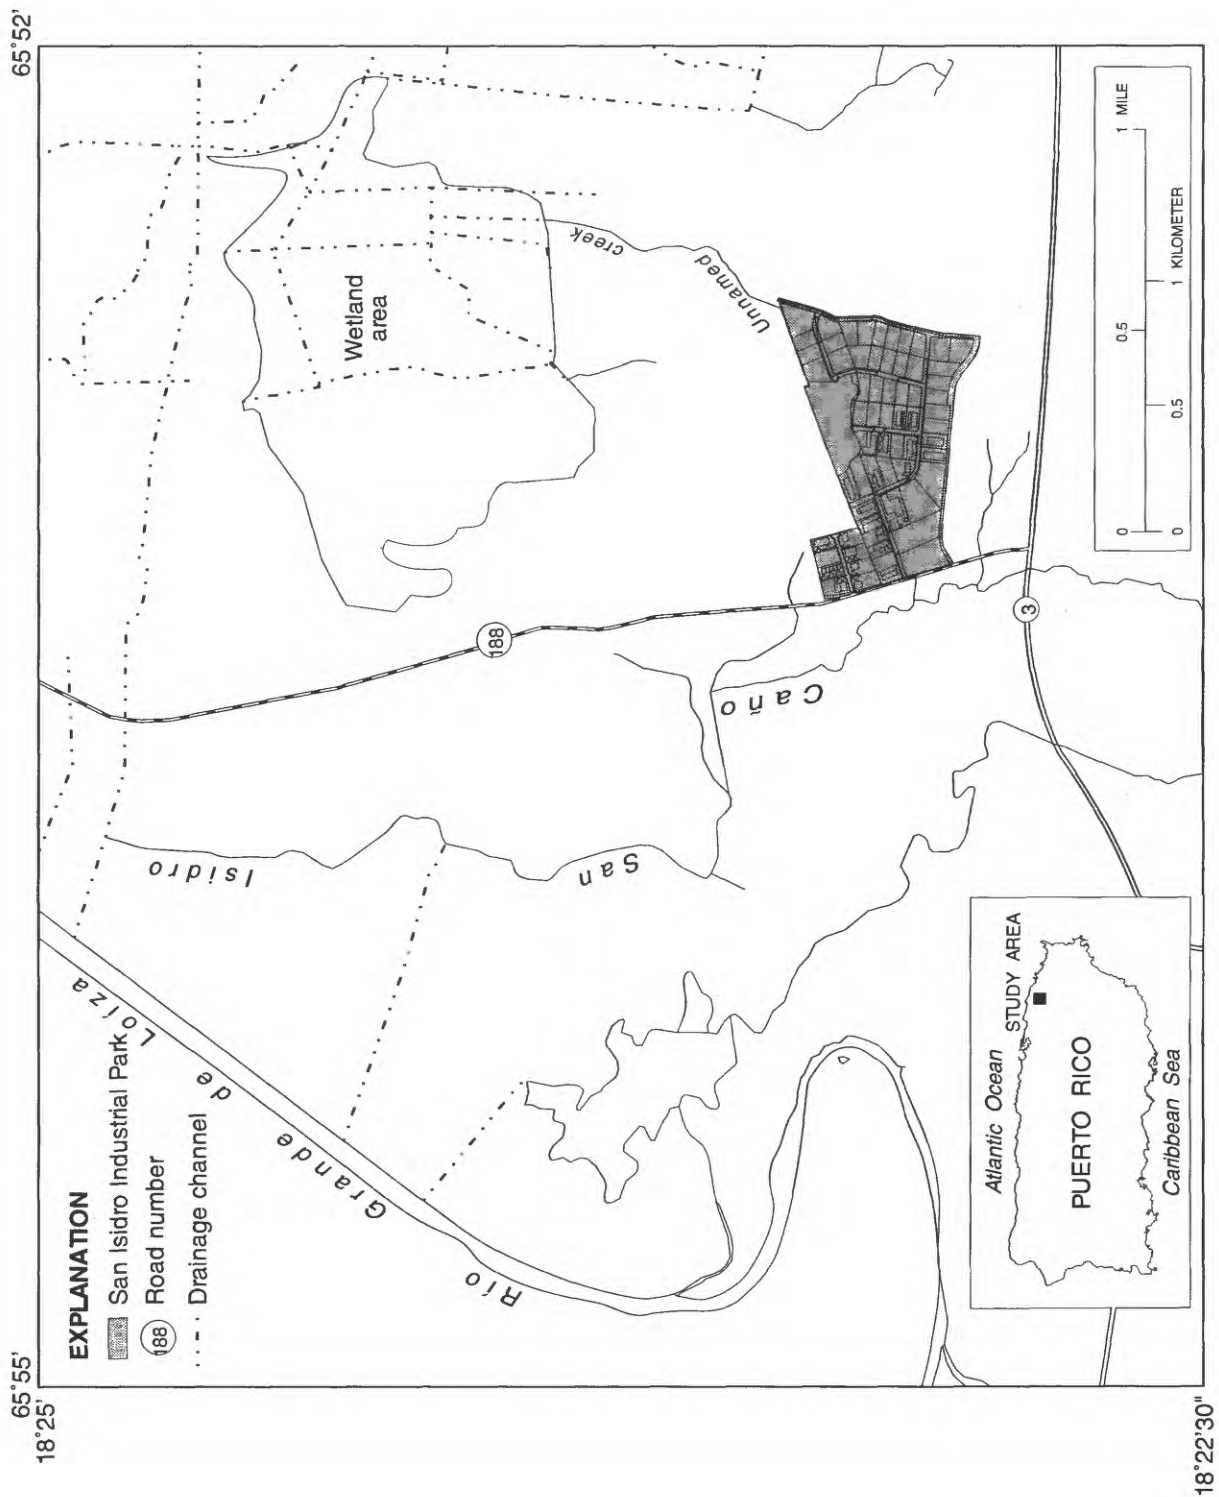 65°55'
65°52'
18°25'
18°22'30"
EXPLANATION
San Isidro Industrial Park
188 Road number
Drainage channel
Río Grande de Loíza
Caño San Isidro
188
Wetland
area
Unnamed creek
3
Atlantic Ocean
STUDY AREA
PUERTO RICO
Caribbean Sea
0 0.5 1 MILE
0 0.5 1 KILOMETER